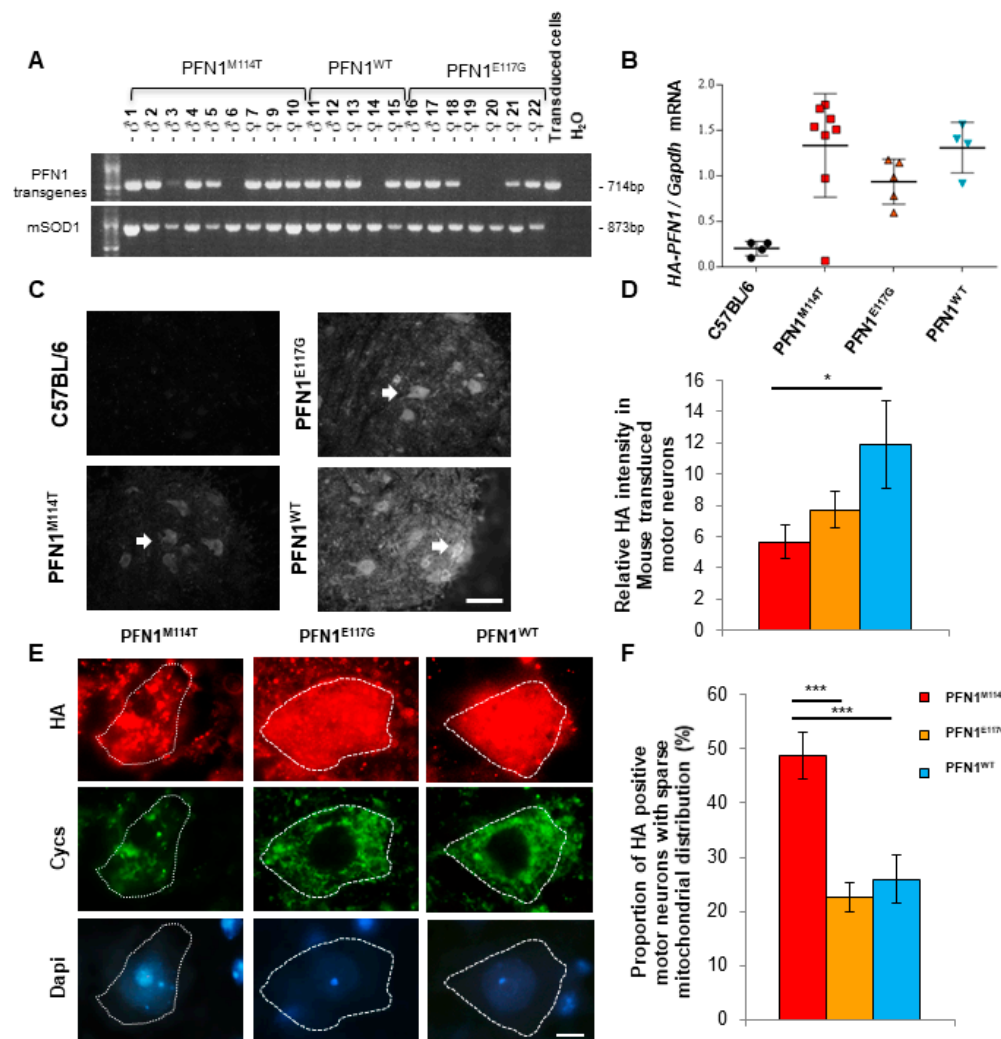 A
PFN1M114T
PFN1WT
PFN1E117G
Transduced cells
H2O
- ♂ 1
- ♂ 2
- ♂ 3
- ♂ 4
- ♂ 5
- ♂ 6
- ♀ 7
- ♀ 9
- ♀ 10
- ♂ 11
- ♂ 12
- ♀ 13
- ♀ 14
- ♀ 15
- ♂ 16
- ♂ 17
- ♀ 18
- ♀ 19
- ♀ 20
- ♀ 21
- ♀ 22
PFN1
transgenes
- 714bp
mSOD1
- 873bp
B
HA-PFN1 / Gapdh mRNA
2.0
1.5
1.0
0.5
0.0
C57BL/6
PFN1M114T
PFN1E117G
PFN1WT
C
C57BL/6
PFN1E117G
PFN1M114T
PFN1WT
D
Relative HA intensity in
Mouse transduced
motor neurons
16
14
12
10
8
6
4
2
0
*
E
PFN1M114T
PFN1E117G
PFN1WT
HA
Cycs
Dapi
F
Proportion of HA positive
motor neurons with sparse
mitochondrial distribution (%)
60
50
40
30
20
10
0
***
***
PFN1M114
PFN1E117G
PFN1WT